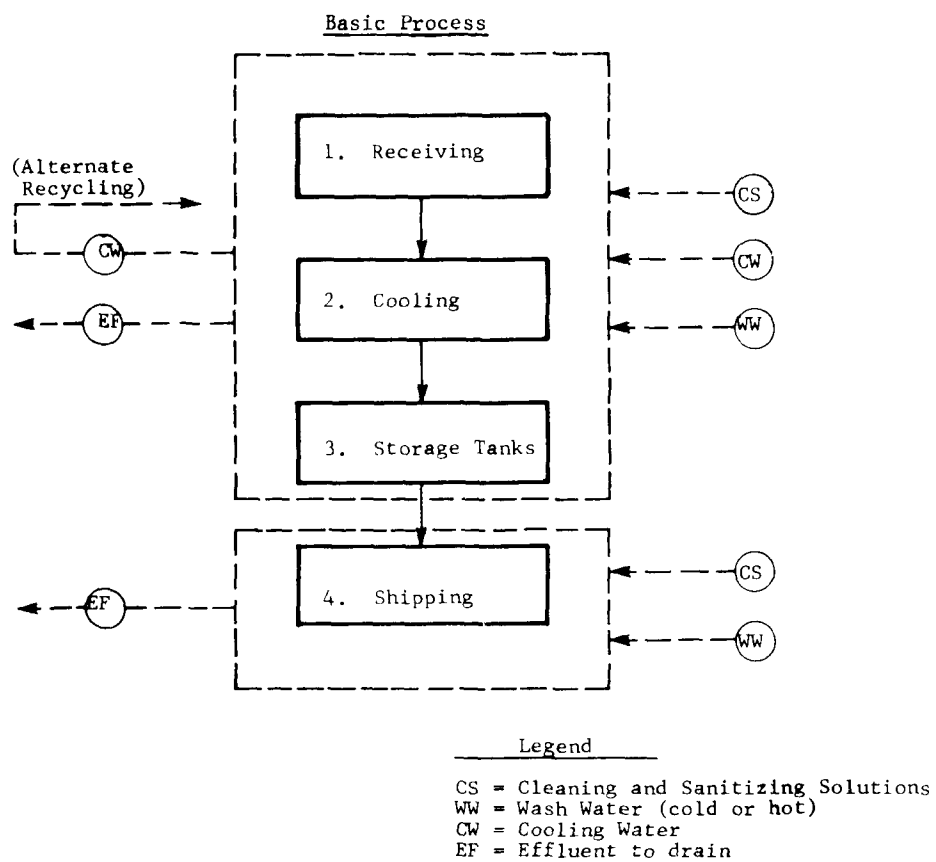 Basic Process
1. Receiving
(Alternate
Recycling)
CS
CW
CW
2. Cooling
EF
WW
3. Storage Tanks
CS
4. Shipping
EF
WW
Legend
CS = Cleaning and Sanitizing Solutions
WW = Wash Water (cold or hot)
CW = Cooling Water
EF = Effluent to drain